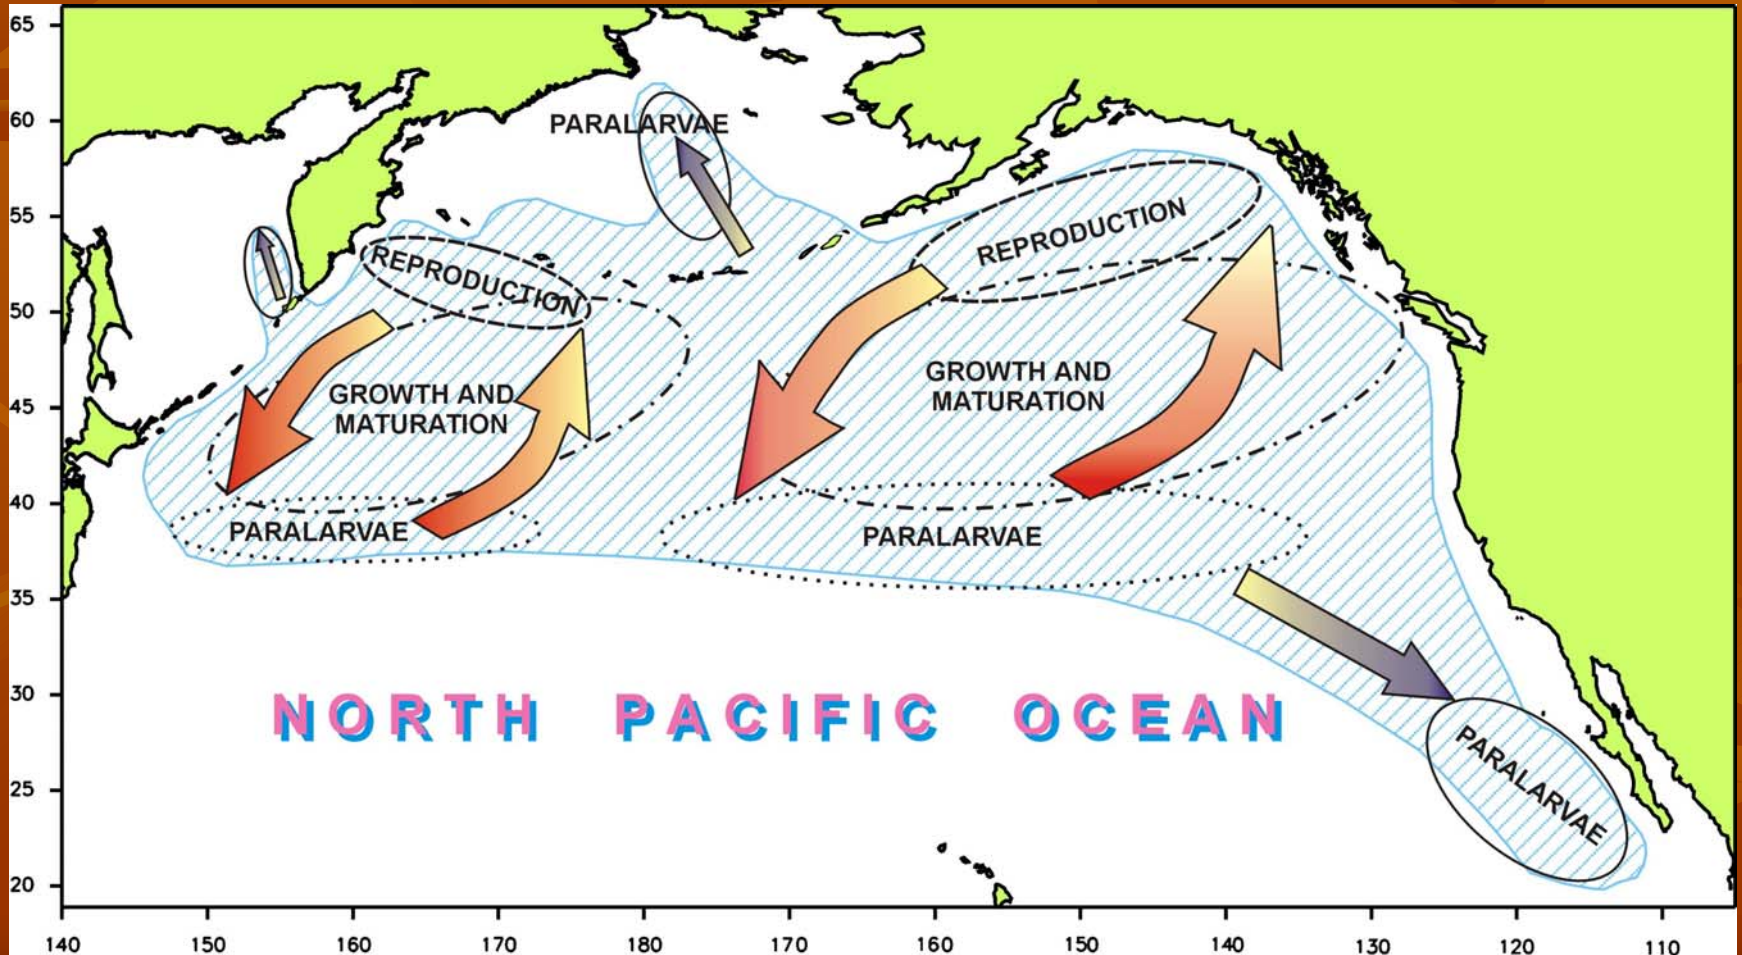 65
60
55
50
45
40
35
30
25
20
PARALARVAE
REPRODUCTION
REPRODUCTION
GROWTH AND
MATURATION
GROWTH AND
MATURATION
PARALARVAE
PARALARVAE
NORTH PACIFIC OCEAN
PARALARVAE
140 150 160 170 180 170 160 150 140 130 120 110